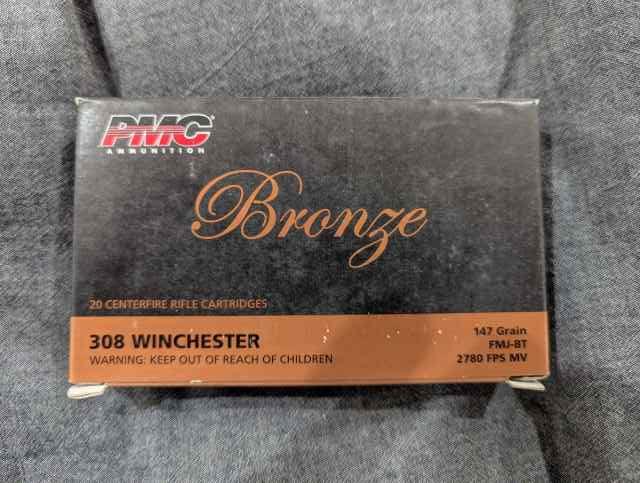 PMC
AMMUNITION
Bronze
20 CENTERFIRE RIFLE CARTRIDGES
308 WINCHESTER
WARNING: KEEP OUT OF REACH OF CHILDREN
147 Grain
FMJ-BT
2780 FPS MV